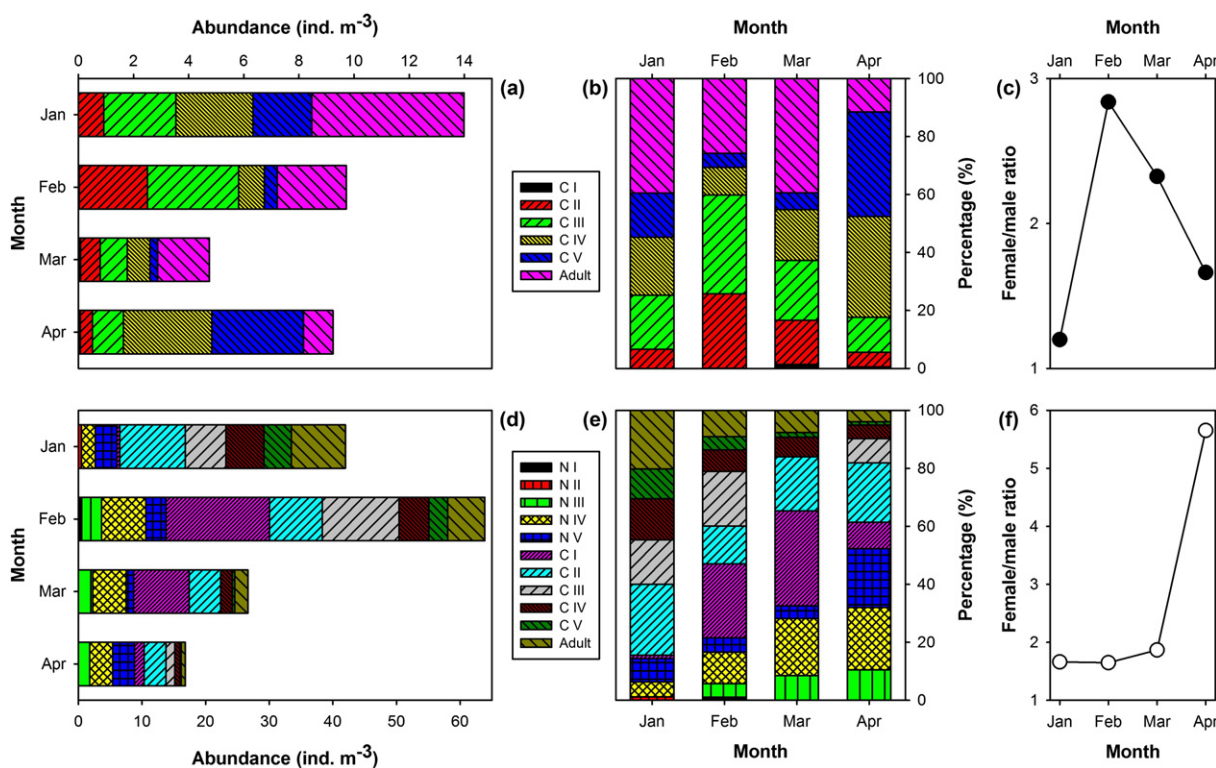 Abundance (ind. m-3)
0 2 4 6 8 10 12 14
Month
Jan
Feb
Mar
Apr
(a)
C I
C II
C III
C IV
C V
Adult
Month
Jan Feb Mar Apr
(b)
100
80
60
40
20
0
Percentage (%)
Month
Jan Feb Mar Apr
(c)
3
2
1
Female/male ratio
(d)
Month
Jan
Feb
Mar
Apr
0 10 20 30 40 50 60
Abundance (ind. m-3)
N I
N II
N III
N IV
N V
C I
C II
C III
C IV
C V
Adult
(e)
100
80
60
40
20
0
Percentage (%)
Jan Feb Mar Apr
Month
(f)
6
5
4
3
2
1
Female/male ratio
Jan Feb Mar Apr
Month